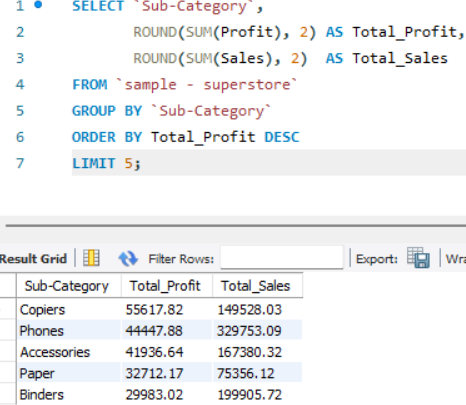 1 SELECT `Sub-Category`,
2 ROUND(SUM(Profit), 2) AS Total_Profit,
3 ROUND(SUM(Sales), 2) AS Total_Sales
4 FROM `sample - superstore`
5 GROUP BY `Sub-Category`
6 ORDER BY Total_Profit DESC
7 LIMIT 5;
Result Grid Filter Rows: Export: Wra
Sub-Category Total_Profit Total_Sales
Copiers 55617.82 149528.03
Phones 44447.88 329753.09
Accessories 41936.64 167380.32
Paper 32712.17 75356.12
Binders 29983.02 199905.72